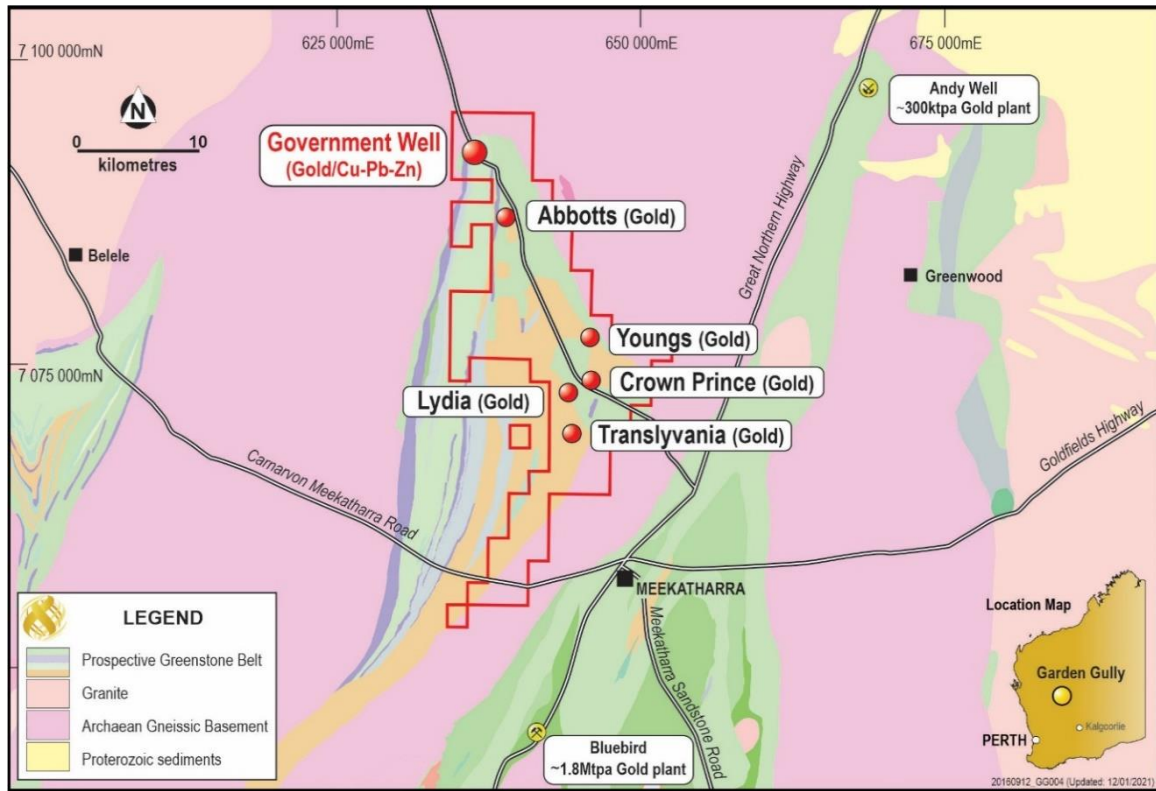 625 000mE
650 000mE
675 000mE
7 100 000mN
N
0 10
kilometres
Government Well
(Gold/Cu-Pb-Zn)
Andy Well
~300ktpa Gold plant
Abbotts (Gold)
Belele
Great Northern Highway
Greenwood
Youngs (Gold)
7 075 000mN
Crown Prince (Gold)
Lydia (Gold)
Translyvania (Gold)
Goldfields Highway
Carnarvon Meekatharra Road
MEEKATHARRA
Meekatharra Sandstone Road
Bluebird
~1.8Mtpa Gold plant
LEGEND
Prospective Greenstone Belt
Granite
Archaean Gneissic Basement
Proterozoic sediments
Location Map
Garden Gully
Kalgoorlie
PERTH
20160912_GG004 (Updated: 12/01/2021)